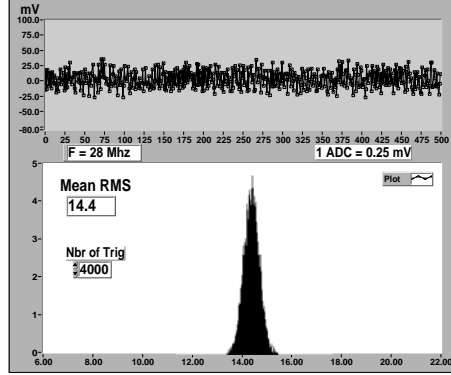 mV
100.0-
75.0-
50.0-
25.0-
0.0-
-25.0-
-50.0-
-80.0-
0 25 50 75 100 125 150 175 200 225 250 275 300 325 350 375 400 425 450 475 500
F = 28 Mhz
1 ADC = 0.25 mV
5-
4-
3-
2-
1-
0-
Mean RMS
14.4
Plot
Nbr of Trig
4000
6.00 8.00 10.00 12.00 14.00 16.00 18.00 20.00 22.00